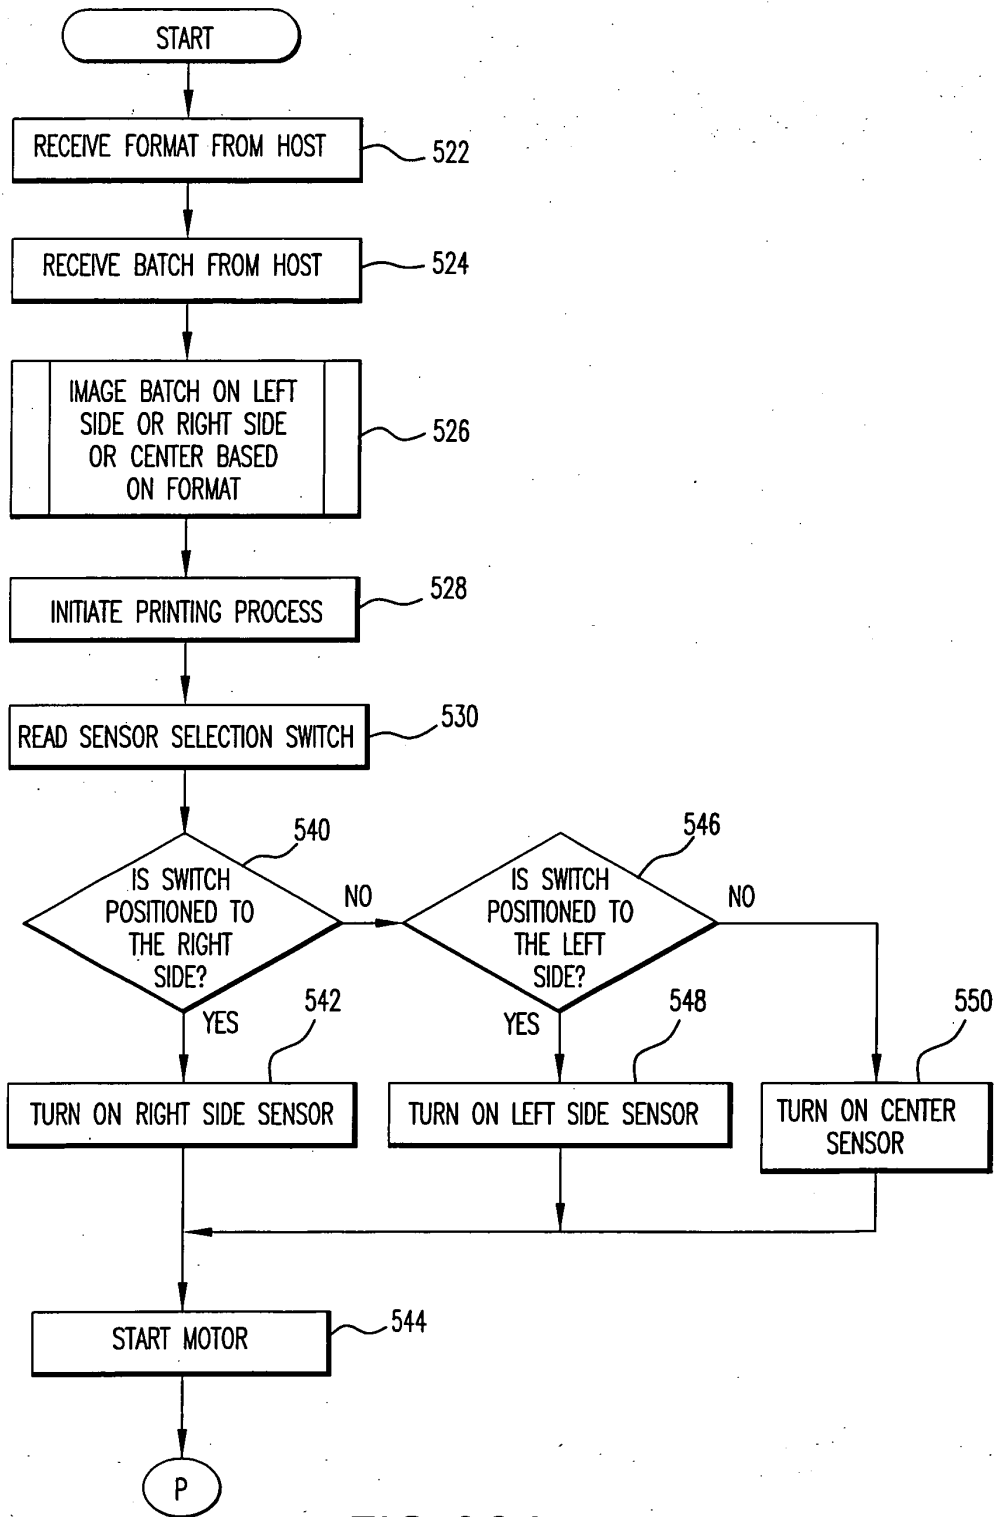 START
RECEIVE FORMAT FROM HOST
522
RECEIVE BATCH FROM HOST
524
IMAGE BATCH ON LEFT
SIDE OR RIGHT SIDE
OR CENTER BASED
ON FORMAT
526
INITIATE PRINTING PROCESS
528
READ SENSOR SELECTION SWITCH
530
540
IS SWITCH
POSITIONED TO
THE RIGHT
SIDE?
NO
YES
546
IS SWITCH
POSITIONED TO
THE LEFT
SIDE?
NO
YES
542
TURN ON RIGHT SIDE SENSOR
548
TURN ON LEFT SIDE SENSOR
550
TURN ON CENTER
SENSOR
START MOTOR
544
P